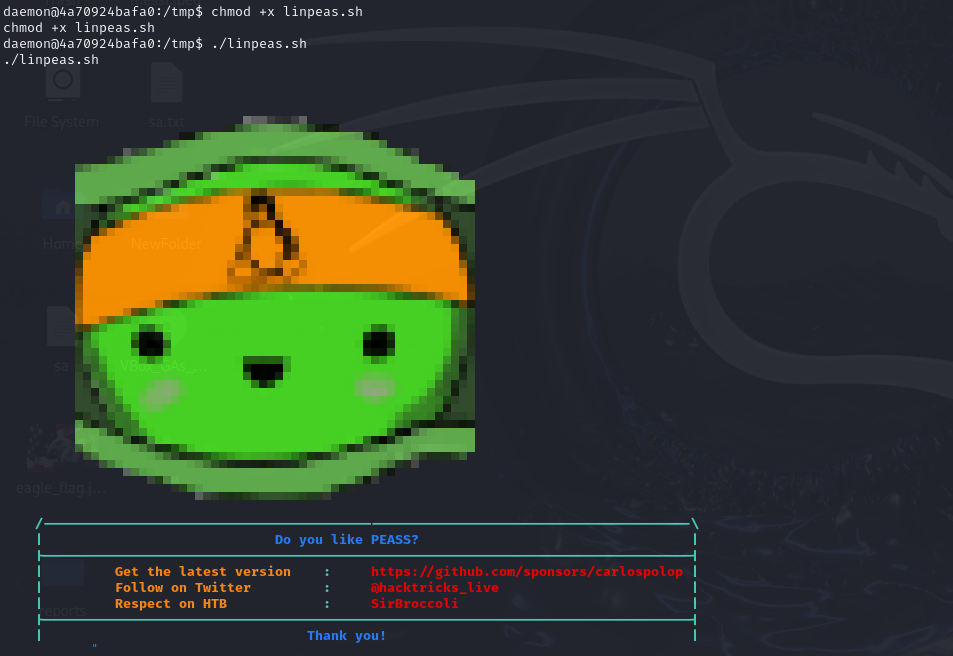 daemon@4a70924bafa0:/tmp$ chmod +x linpeas.sh
chmod +x linpeas.sh
daemon@4a70924bafa0:/tmp$ ./linpeas.sh
./linpeas.sh
File System
sa.txt
Home
NewFolder
sa
VBox_GAs_...
eagle_flag.j...
Do you like PEASS?
Get the latest version : https://github.com/sponsors/carlospolop
Follow on Twitter : @hacktricks_live
Respect on HTB : SirBroccoli
reports
Thank you!